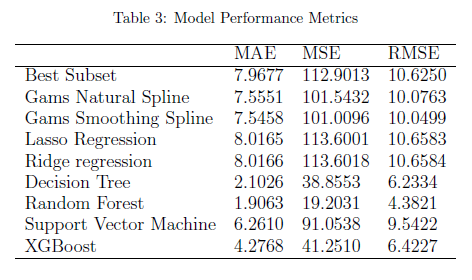 Table 3: Model Performance Metrics
MAE MSE RMSE
Best Subset 7.9677 112.9013 10.6250
Gams Natural Spline 7.5551 101.5432 10.0763
Gams Smoothing Spline 7.5458 101.0096 10.0499
Lasso Regression 8.0165 113.6001 10.6583
Ridge regression 8.0166 113.6018 10.6584
Decision Tree 2.1026 38.8553 6.2334
Random Forest 1.9063 19.2031 4.3821
Support Vector Machine 6.2610 91.0538 9.5422
XGBoost 4.2768 41.2510 6.4227